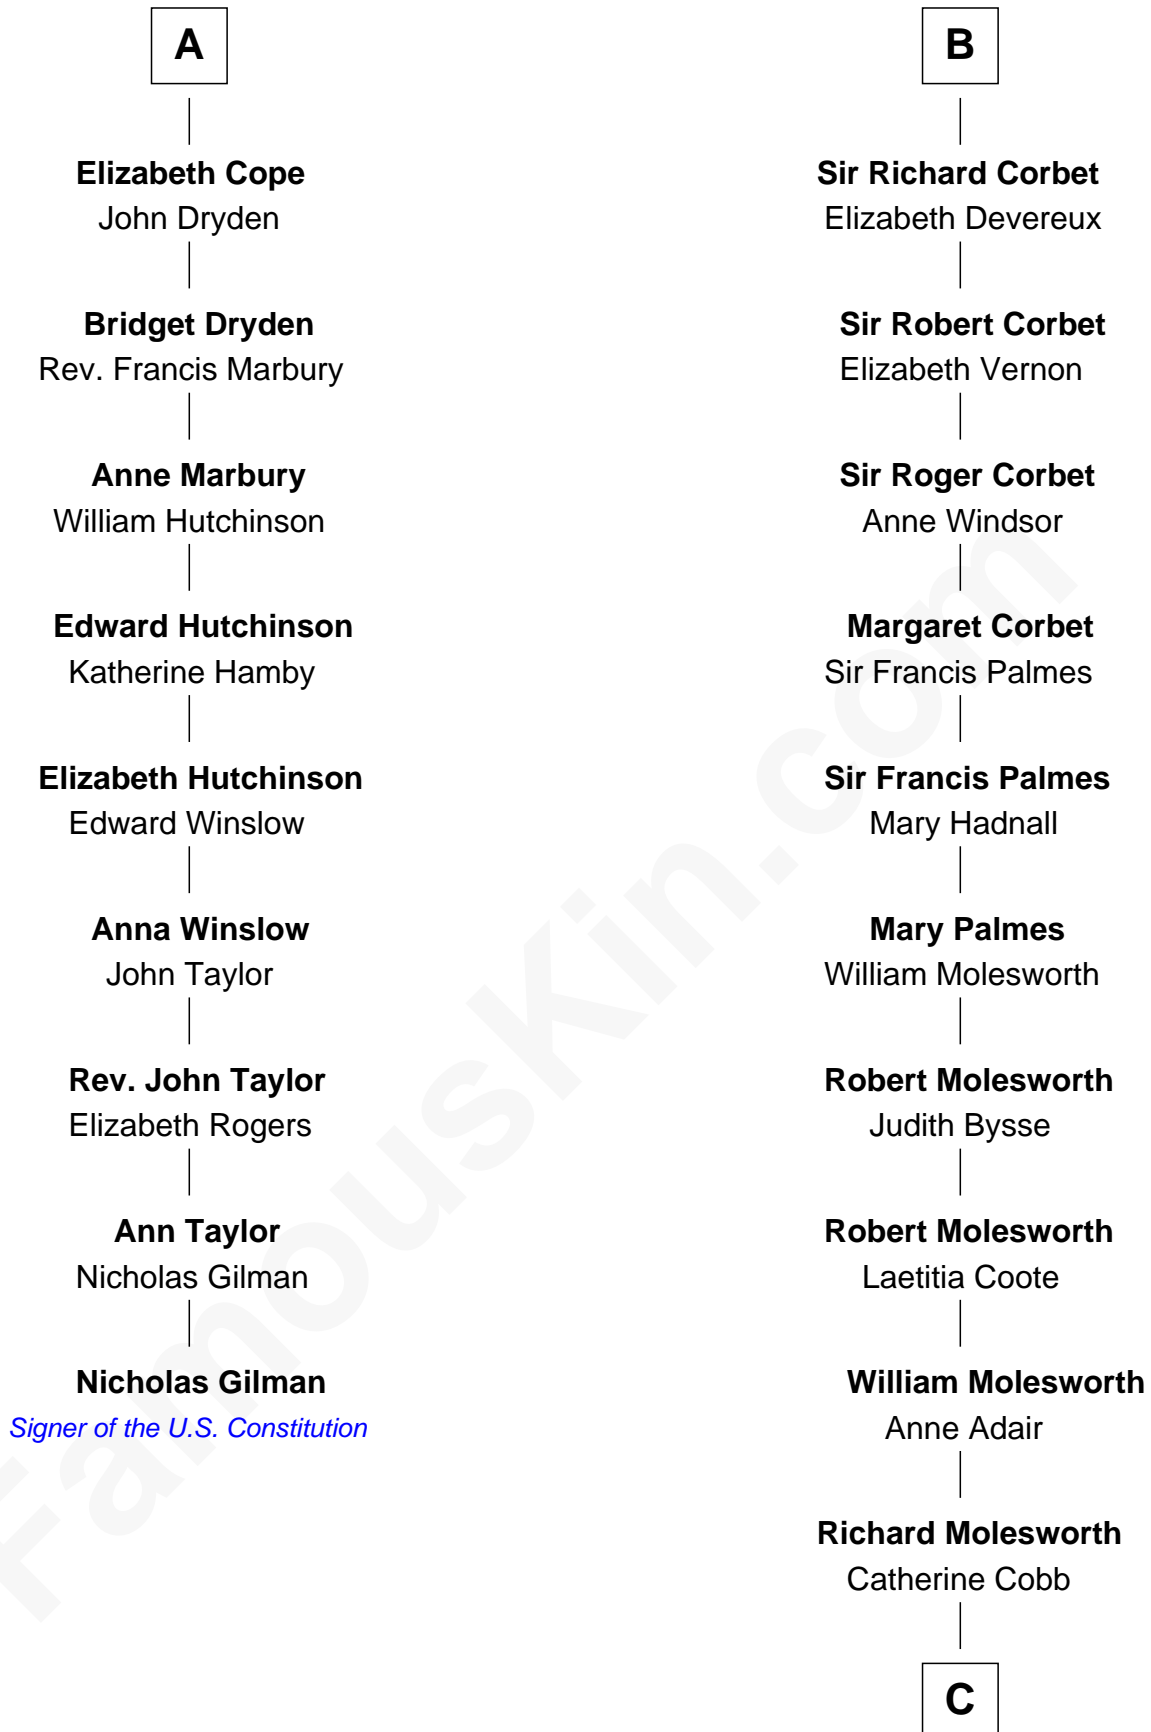 A
Elizabeth Cope
John Dryden
Bridget Dryden
Rev. Francis Marbury
Anne Marbury
William Hutchinson
Edward Hutchinson
Katherine Hamby
Elizabeth Hutchinson
Edward Winslow
Anna Winslow
John Taylor
Rev. John Taylor
Elizabeth Rogers
Ann Taylor
Nicholas Gilman
Nicholas Gilman
Signer of the U.S. Constitution
B
Sir Richard Corbet
Elizabeth Devereux
Sir Robert Corbet
Elizabeth Vernon
Sir Roger Corbet
Anne Windsor
Margaret Corbet
Sir Francis Palmes
Sir Francis Palmes
Mary Hadnall
Mary Palmes
William Molesworth
Robert Molesworth
Judith Bysse
Robert Molesworth
Laetitia Coote
William Molesworth
Anne Adair
Richard Molesworth
Catherine Cobb
C
FamousKin.com